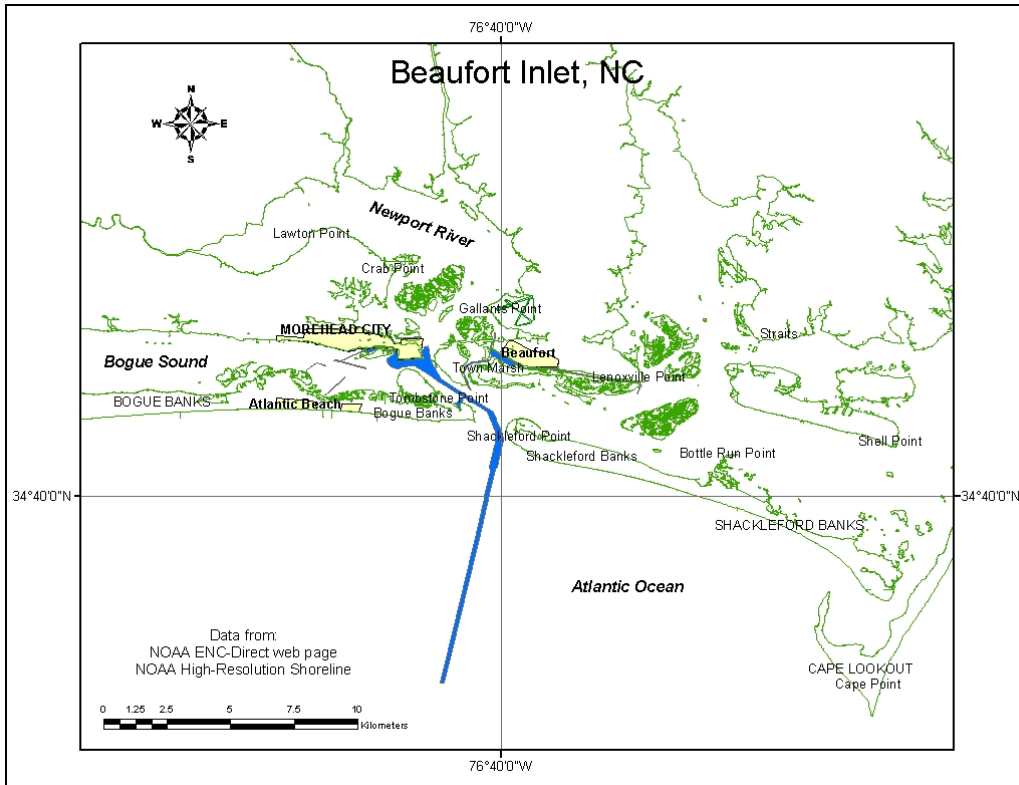 76°40'0"W
Beaufort Inlet, NC
N
W E
S
Newport River
Lawton Point
Crab Point
Gallants Point
MOREHEAD CITY
Straits
Beaufort
Bogue Sound
Town Marsh
Lenoxville Point
BOGUE BANKS
Atlantic Beach
Tombstone Point
Bogue Banks
Shackleford Point
Shell Point
Shackleford Banks
Bottle Run Point
34°40'0"N
34°40'0"N
SHACKLEFORD BANKS
Atlantic Ocean
Data from:
NOAA ENC-Direct web page
NOAA High-Resolution Shoreline
CAPE LOOKOUT
Cape Point
0 1.25 2.5 5 7.5 10
Kilometers
76°40'0"W